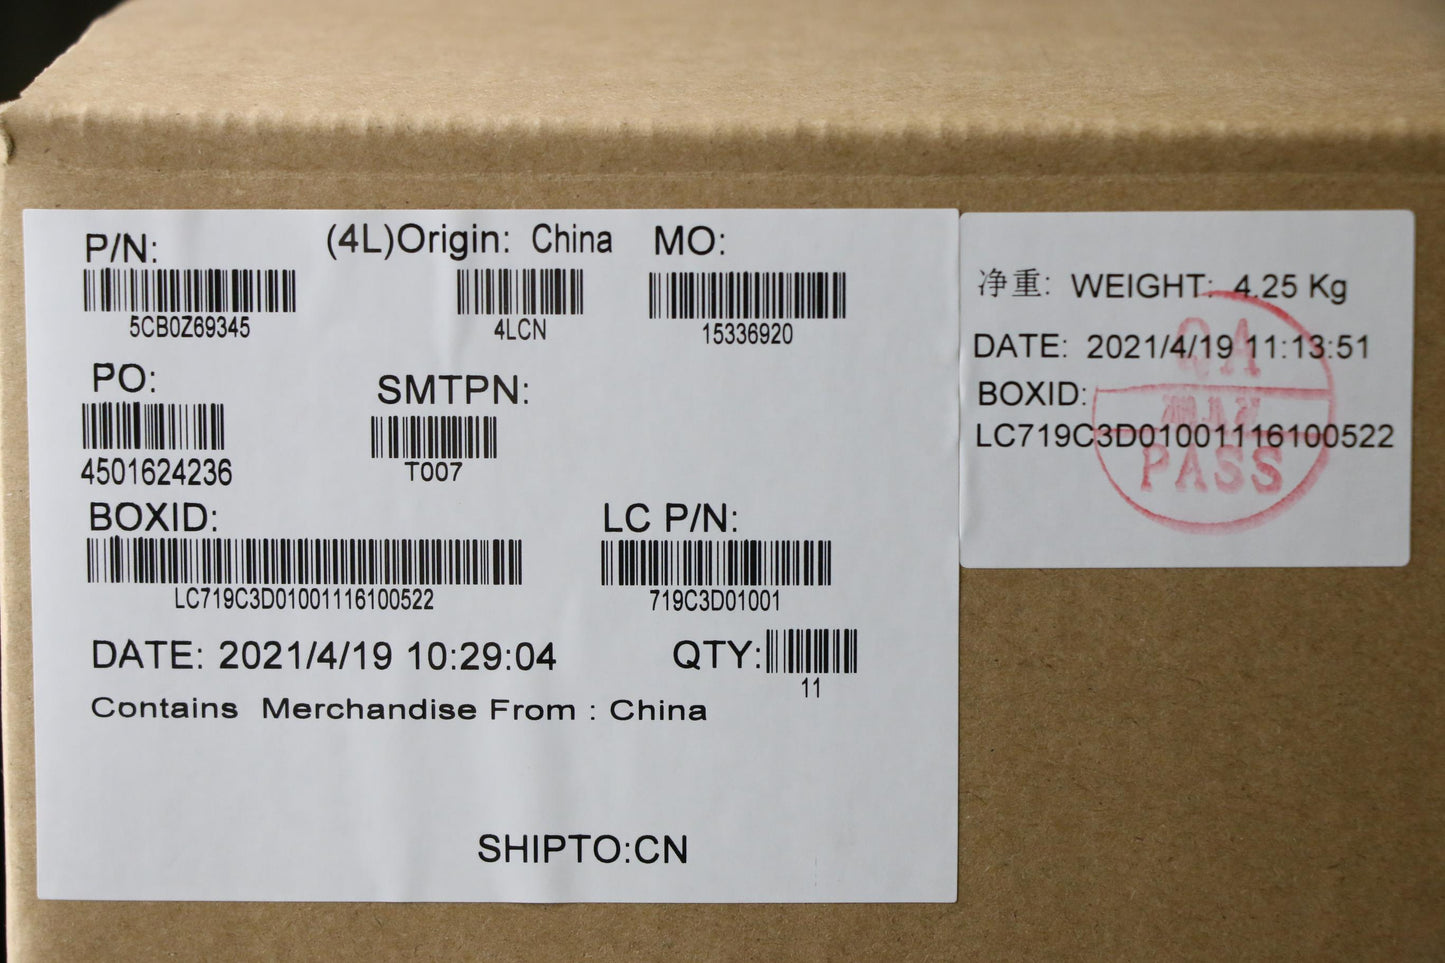 P/N: (4L)Origin: China MO:
5CB0Z69345 4LCN 15336920
PO: SMTPN:
4501624236 T007
BOXID: LC P/N:
LC719C3D01001116100522 719C3D01001
DATE: 2021/4/19 10:29:04 QTY:
11
Contains Merchandise From : China
SHIPTO:CN
净重: WEIGHT: 4.25 Kg
DATE: 2021/4/19 11:13:51
BOXID:
LC719C3D01001116100522
QA
PASS